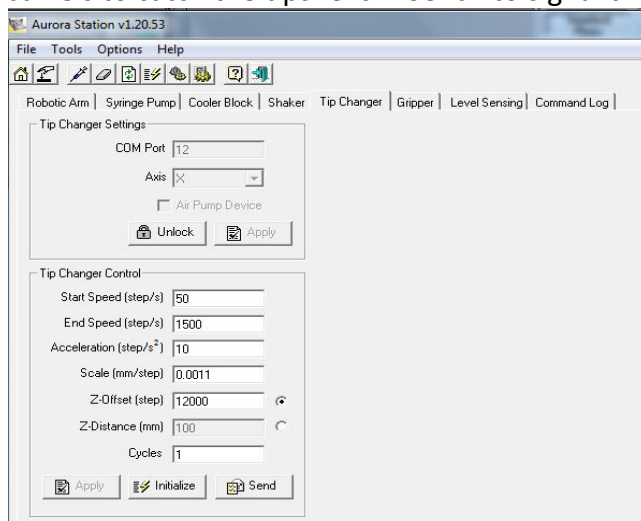 Aurora Station v1.20.53
File Tools Options Help
Robotic Arm Syringe Pump Cooler Block Shaker Tip Changer Gripper Level Sensing Command Log
Tip Changer Settings
COM Port 12
Axis X
Air Pump Device
Unlock Apply
Tip Changer Control
Start Speed (step/s) 50
End Speed (step/s) 1500
Acceleration (step/s²) 10
Scale (mm/step) 0.0011
Z-Offset (step) 12000
Z-Distance (mm) 100
Cycles 1
Apply Initialize Send